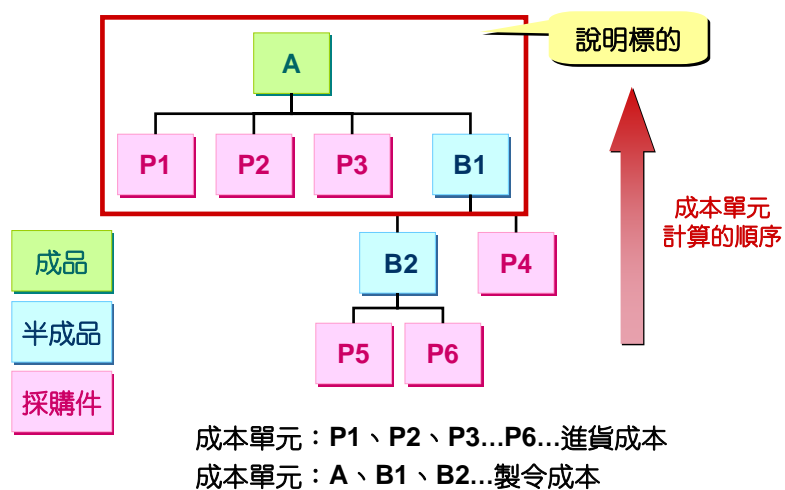 說明標的
A
P1
P2
P3
B1
成本單元
計算的順序
B2
P4
成品
半成品
P5
P6
採購件
成本單元：P1、P2、P3...P6...進貨成本
成本單元：A、B1、B2...製令成本